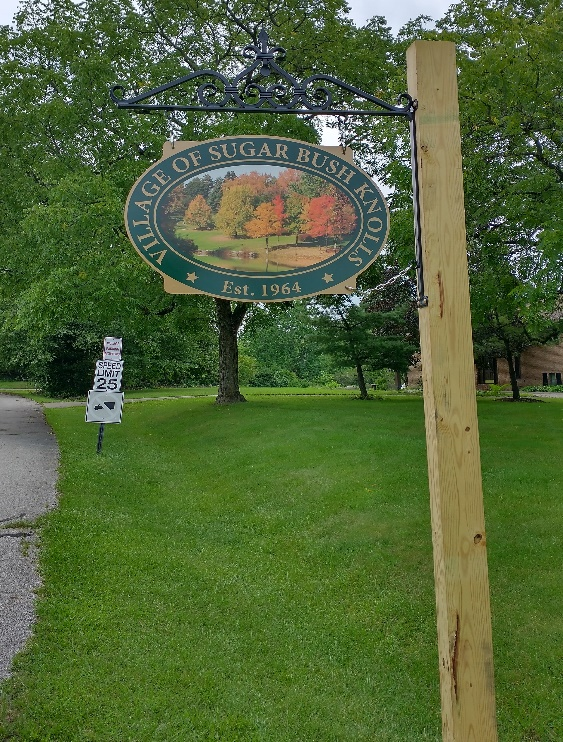 VILLAGE OF SUGAR BUSH KNOLLS
Est. 1964
SPEED
LIMIT
25